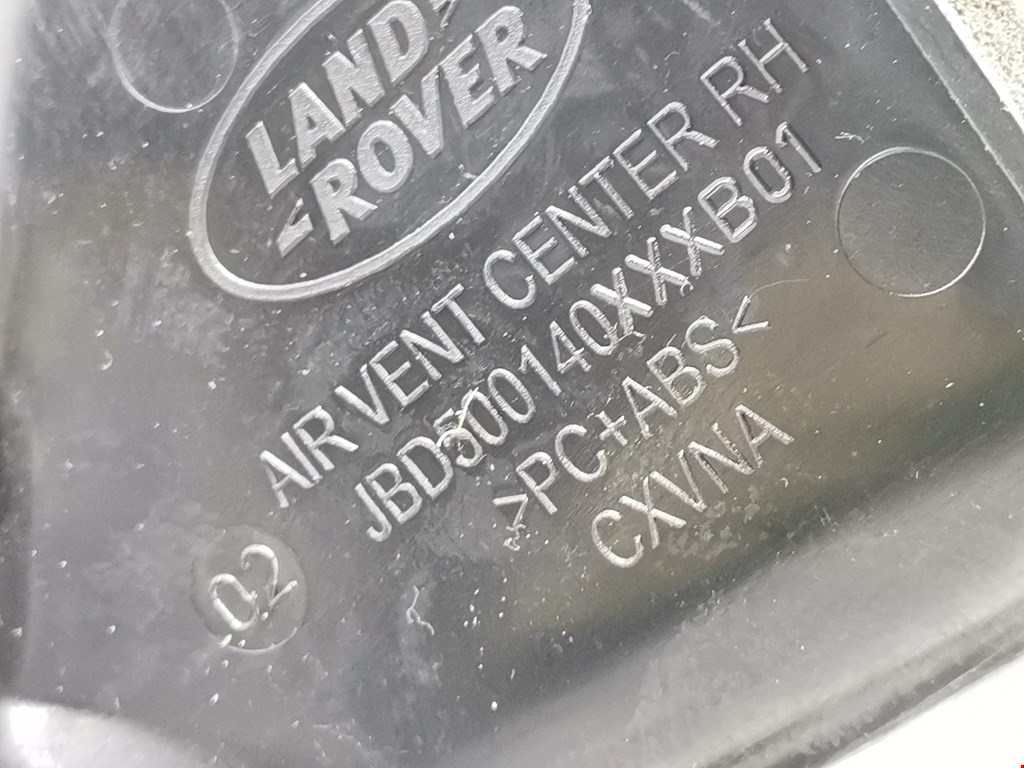 LAND
ROVER
AIR VENT CENTER RH
JBD500140XXXB01
>PC+ABS<
CXVNA
02